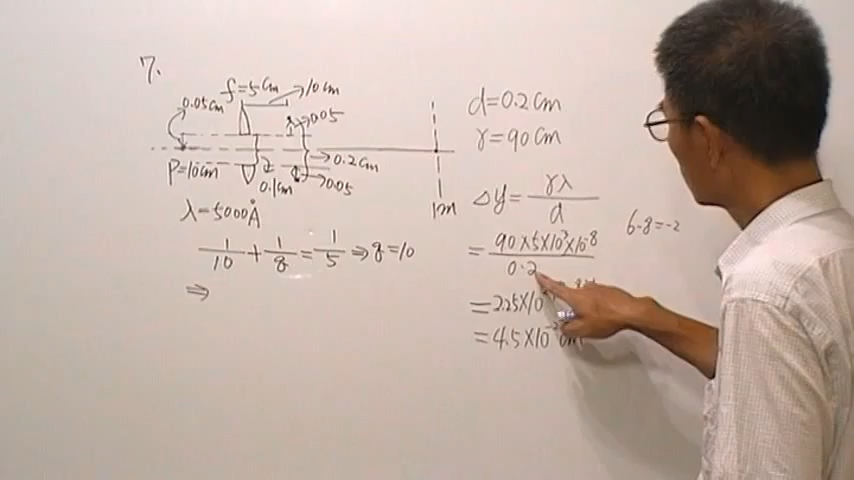 7.
f=5cm
10cm
0.05cm
0.05
P=10cm
0.2cm
0.1cm
0.05
1m
λ=5000Å
1/10 + 1/q = 1/5 ⇒ q=10
⇒
d=0.2cm
r=90cm
Δy = rλ/d
= 90×5×10³×10⁻⁸/0.2
= 2.25×10
= 4.5×10⁻²cm
6-8=-2